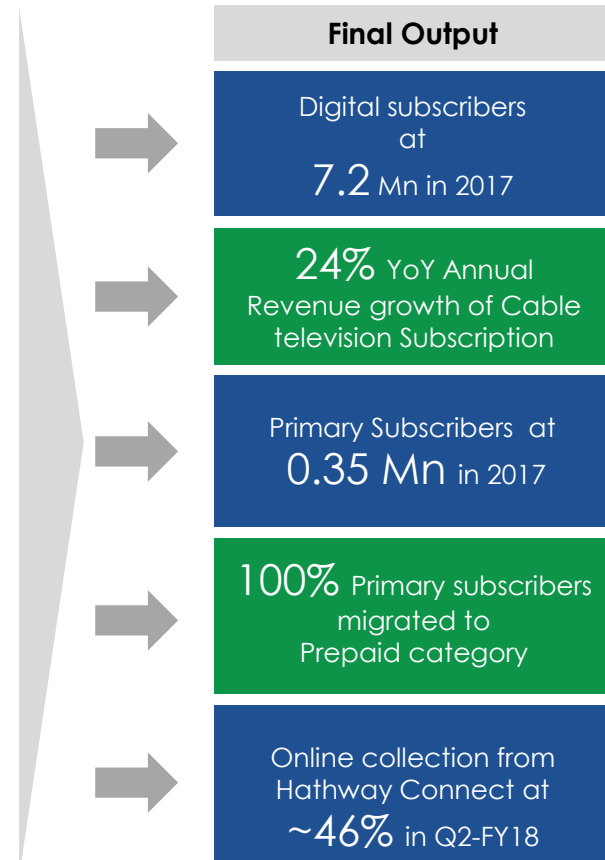 Final Output
Digital subscribers
at
7.2 Mn in 2017
24% YoY Annual
Revenue growth of Cable
television Subscription
Primary Subscribers at
0.35 Mn in 2017
100% Primary subscribers
migrated to
Prepaid category
Online collection from
Hathway Connect at
~46% in Q2-FY18